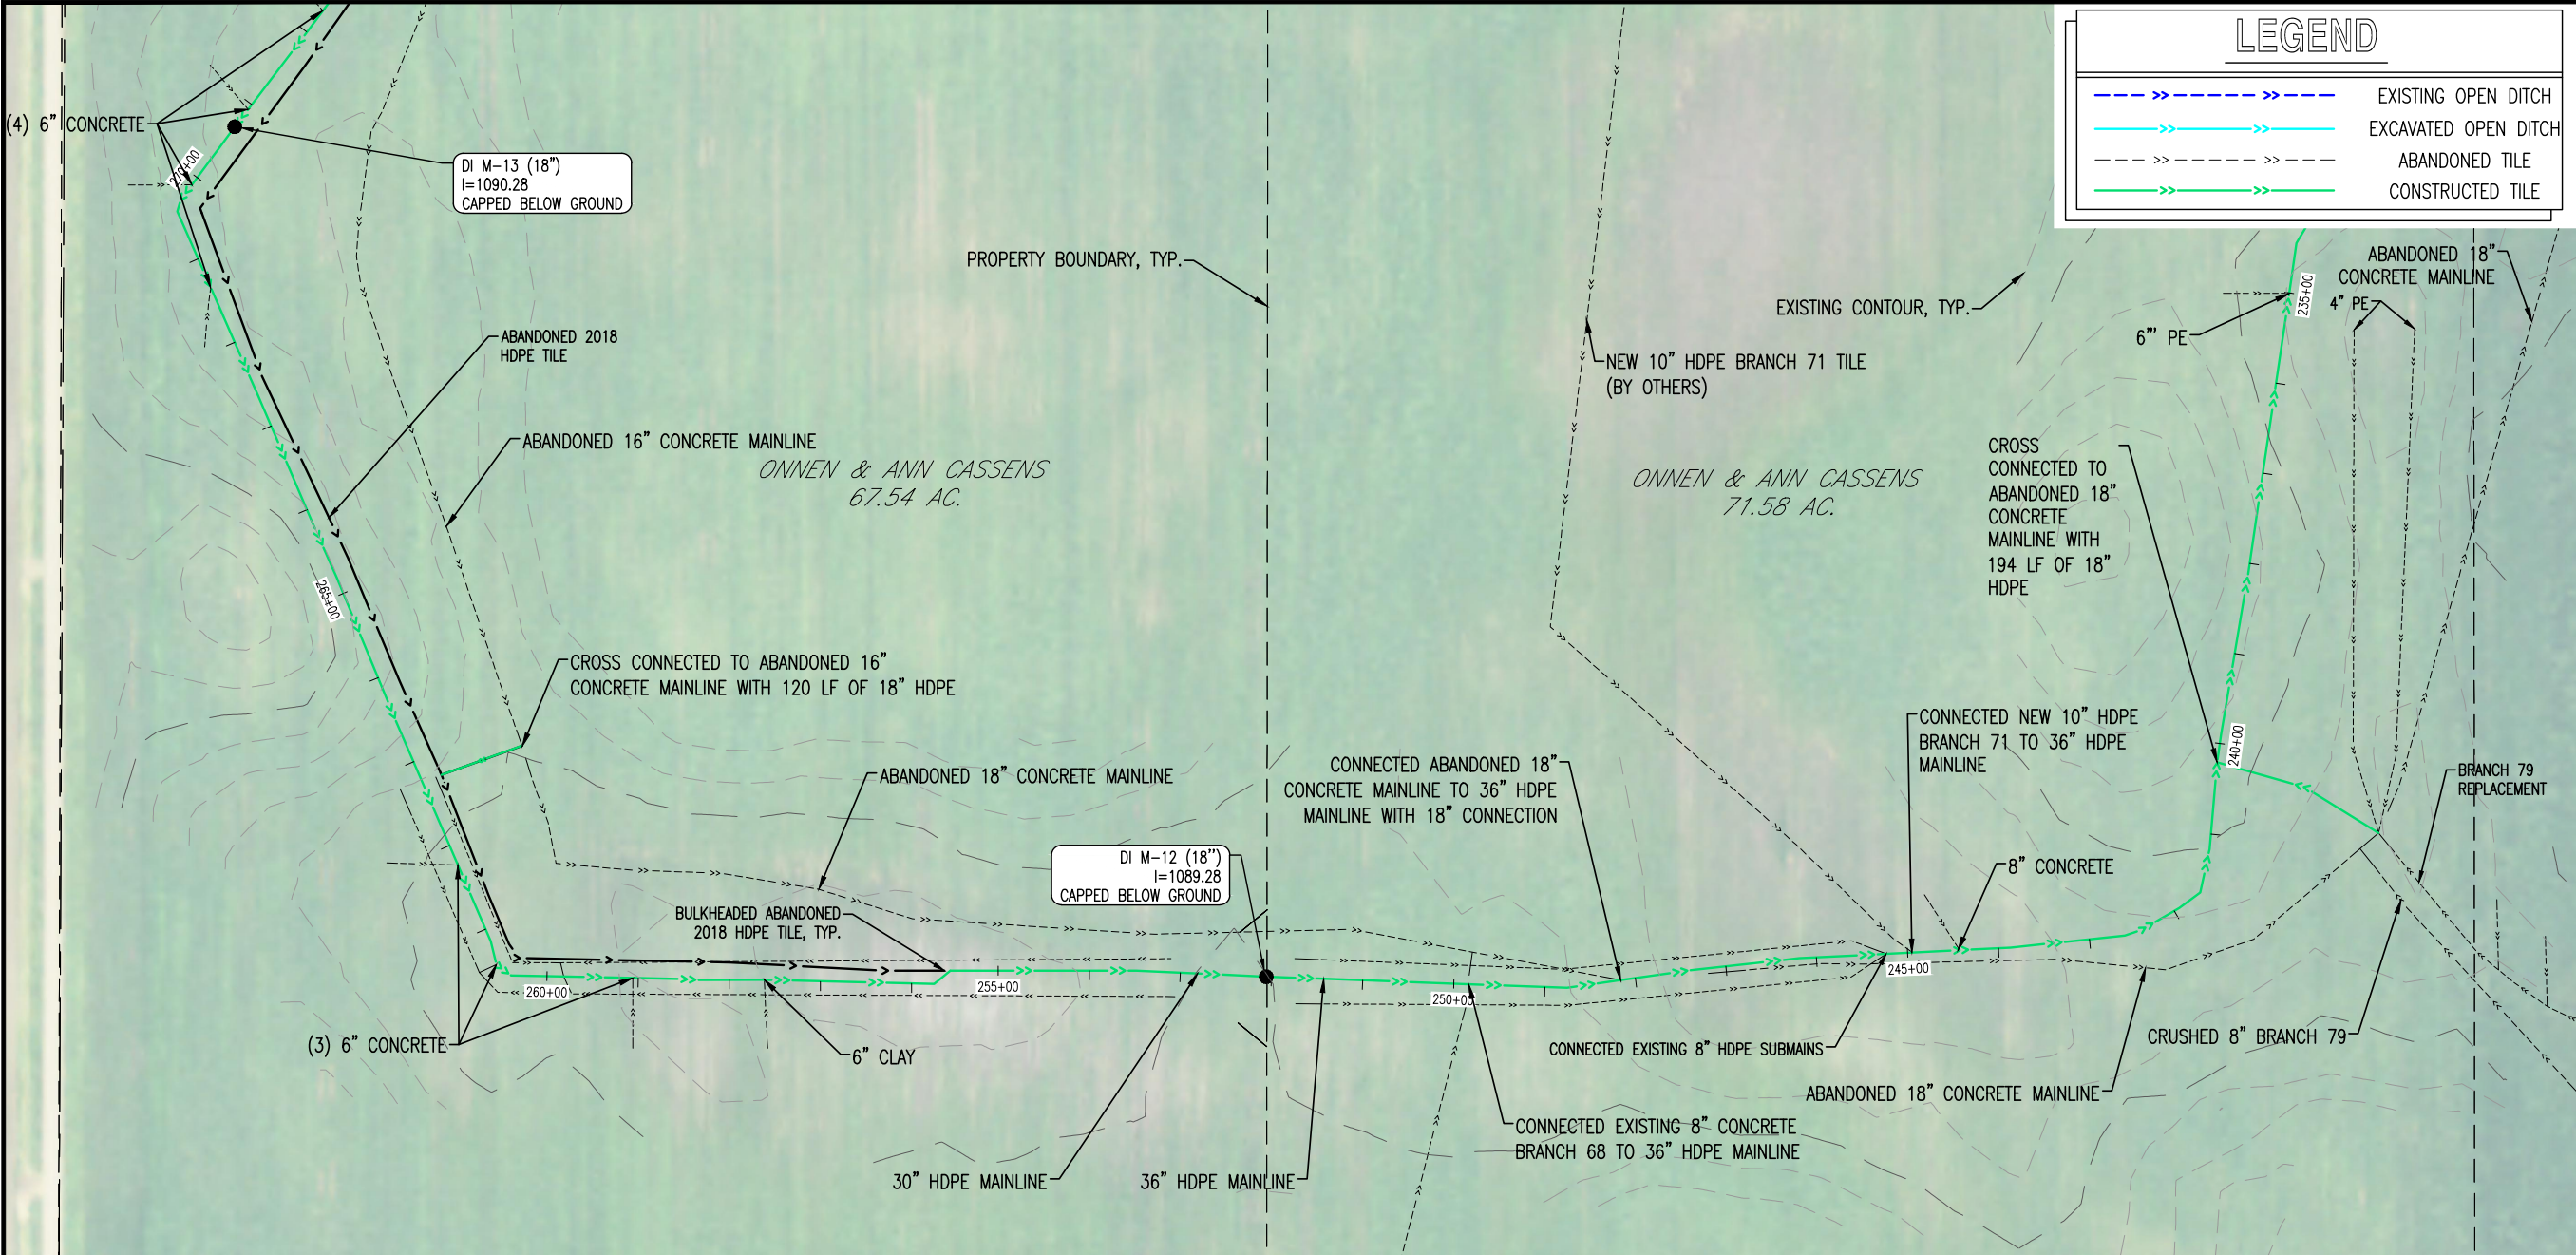 LEGEND
EXISTING OPEN DITCH
EXCAVATED OPEN DITCH
ABANDONED TILE
CONSTRUCTED TILE
(4) 6" CONCRETE
270+00
DI M-13 (18")
I=1090.28
CAPPED BELOW GROUND
PROPERTY BOUNDARY, TYP.
EXISTING CONTOUR, TYP.
ABANDONED 18"
CONCRETE MAINLINE
4" PE
235+00
6"' PE
ABANDONED 2018
HDPE TILE
NEW 10" HDPE BRANCH 71 TILE
(BY OTHERS)
ABANDONED 16" CONCRETE MAINLINE
ONNEN & ANN CASSENS
67.54 AC.
ONNEN & ANN CASSENS
71.58 AC.
CROSS
CONNECTED TO
ABANDONED 18"
CONCRETE
MAINLINE WITH
194 LF OF 18"
HDPE
265+00
CROSS CONNECTED TO ABANDONED 16"
CONCRETE MAINLINE WITH 120 LF OF 18" HDPE
CONNECTED NEW 10" HDPE
BRANCH 71 TO 36" HDPE
MAINLINE
240+00
ABANDONED 18" CONCRETE MAINLINE
CONNECTED ABANDONED 18"
CONCRETE MAINLINE TO 36" HDPE
MAINLINE WITH 18" CONNECTION
BRANCH 79
REPLACEMENT
DI M-12 (18")
I=1089.28
CAPPED BELOW GROUND
8" CONCRETE
BULKHEADED ABANDONED
2018 HDPE TILE, TYP.
260+00
255+00
250+00
245+00
(3) 6" CONCRETE
6" CLAY
CONNECTED EXISTING 8" HDPE SUBMAINS
CRUSHED 8" BRANCH 79
ABANDONED 18" CONCRETE MAINLINE
CONNECTED EXISTING 8" CONCRETE
BRANCH 68 TO 36" HDPE MAINLINE
30" HDPE MAINLINE
36" HDPE MAINLINE